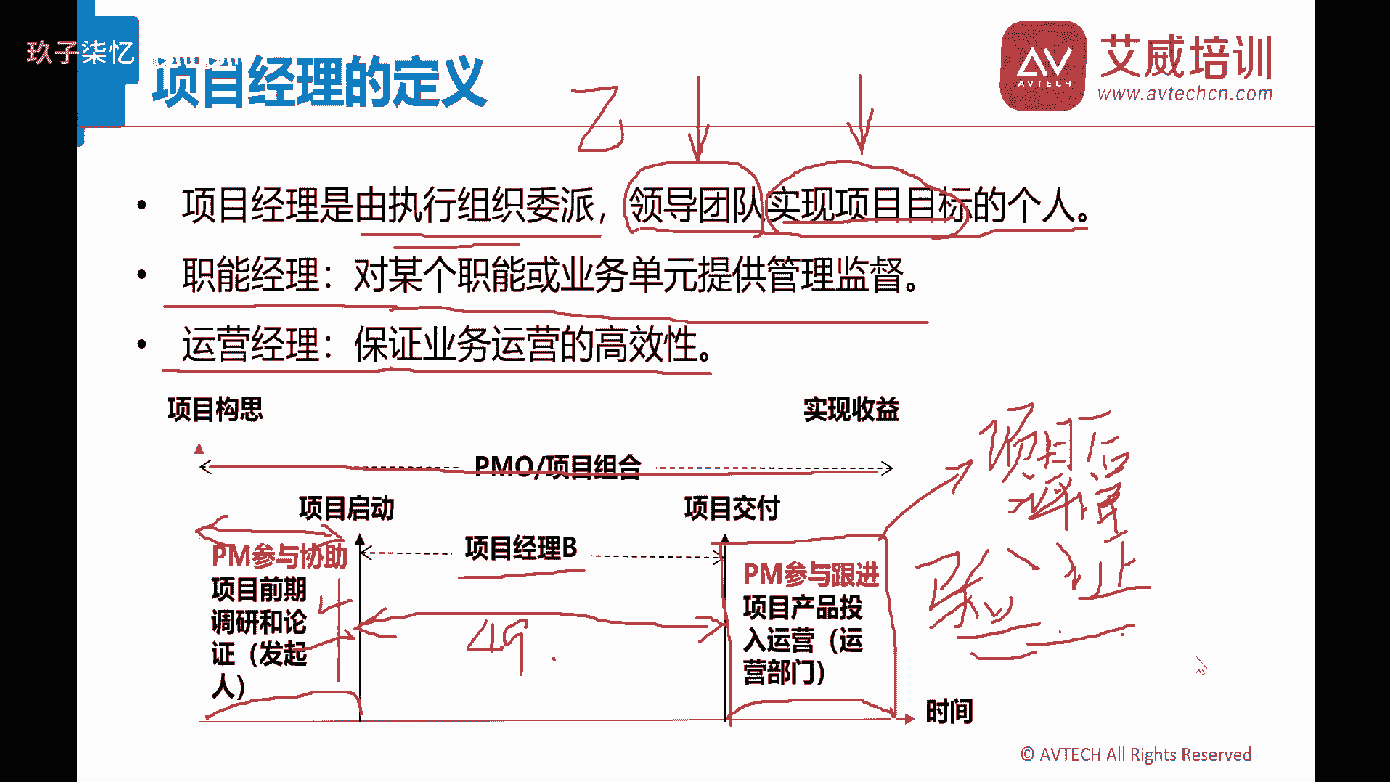 玖子柒忆
项目经理的定义
AV
AVTECH
艾威培训
www.avtechcn.com
乙
• 项目经理是由执行组织委派，领导团队实现项目目标的个人。
• 职能经理：对某个职能或业务单元提供管理监督。
• 运营经理：保证业务运营的高效性。
项目构思
实现收益
PMO/项目组合
项目启动
项目交付
PM参与协助
项目前期
调研和论
证（发起
人）
项目经理B
49
PM参与跟进
项目产品投
入运营（运
营部门）
项目后
评
验证
时间
© AVTECH All Rights Reserved